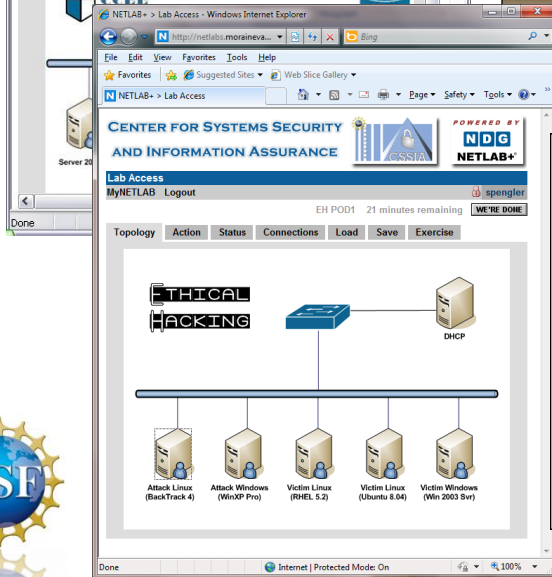 NETLAB+ > Lab Access - Windows Internet Explorer
http://netlabs.moraineva...
Bing
File Edit View Favorites Tools Help
Favorites Suggested Sites Web Slice Gallery
NETLAB+ > Lab Access
Page Safety Tools
CENTER FOR SYSTEMS SECURITY
AND INFORMATION ASSURANCE
CSSIA
POWERED BY
NDG
NETLAB+
Lab Access
MyNETLAB Logout
spengler
EH POD1 21 minutes remaining WE'RE DONE
Topology Action Status Connections Load Save Exercise
ETHICAL
HACKING
DHCP
Attack Linux
(BackTrack 4)
Attack Windows
(WinXP Pro)
Victim Linux
(RHEL 5.2)
Victim Linux
(Ubuntu 8.04)
Victim Windows
(Win 2003 Svr)
Done
Internet | Protected Mode: On
100%
Server 20
Done
SF